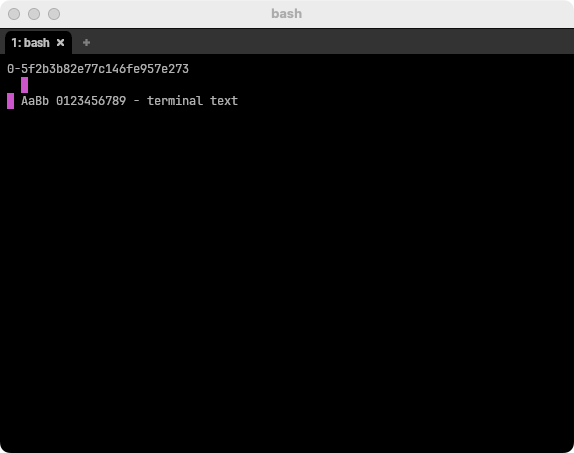 bash
1: bash ×  +
0-5f2b3b82e77c146fe957e273
AaBb 0123456789 - terminal text